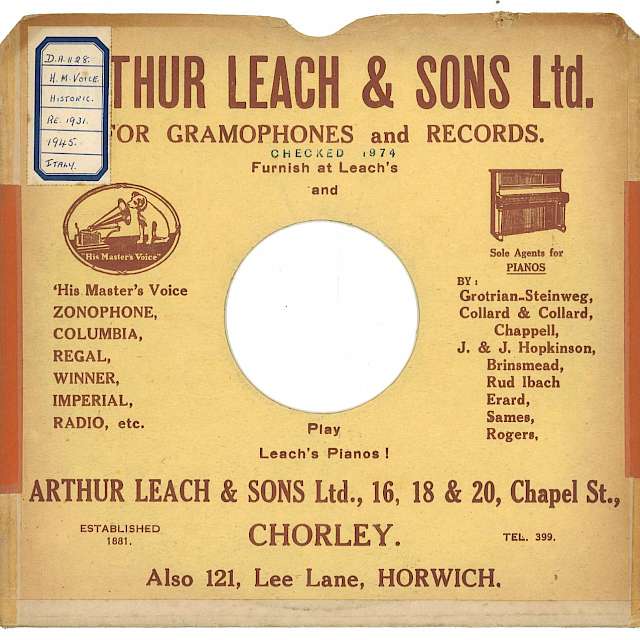 D.A. 1128.
H.M. VOICE
HISTORIC.
RE. 1931.
1945.
ITALY.
THUR LEACH & SONS Ltd.
FOR GRAMOPHONES and RECORDS.
CHECKED 1974
Furnish at Leach's
and
"His Master's Voice"
'His Master's Voice
ZONOPHONE,
COLUMBIA,
REGAL,
WINNER,
IMPERIAL,
RADIO, etc.
Sole Agents for
PIANOS
BY:
Grotrian-Steinweg,
Collard & Collard,
Chappell,
J. & J. Hopkinson,
Brinsmead,
Rud Ibach
Erard,
Sames,
Rogers,
Play
Leach's Pianos!
ARTHUR LEACH & SONS Ltd., 16, 18 & 20, Chapel St.,
ESTABLISHED
1881.
CHORLEY.
TEL. 399.
Also 121, Lee Lane, HORWICH.